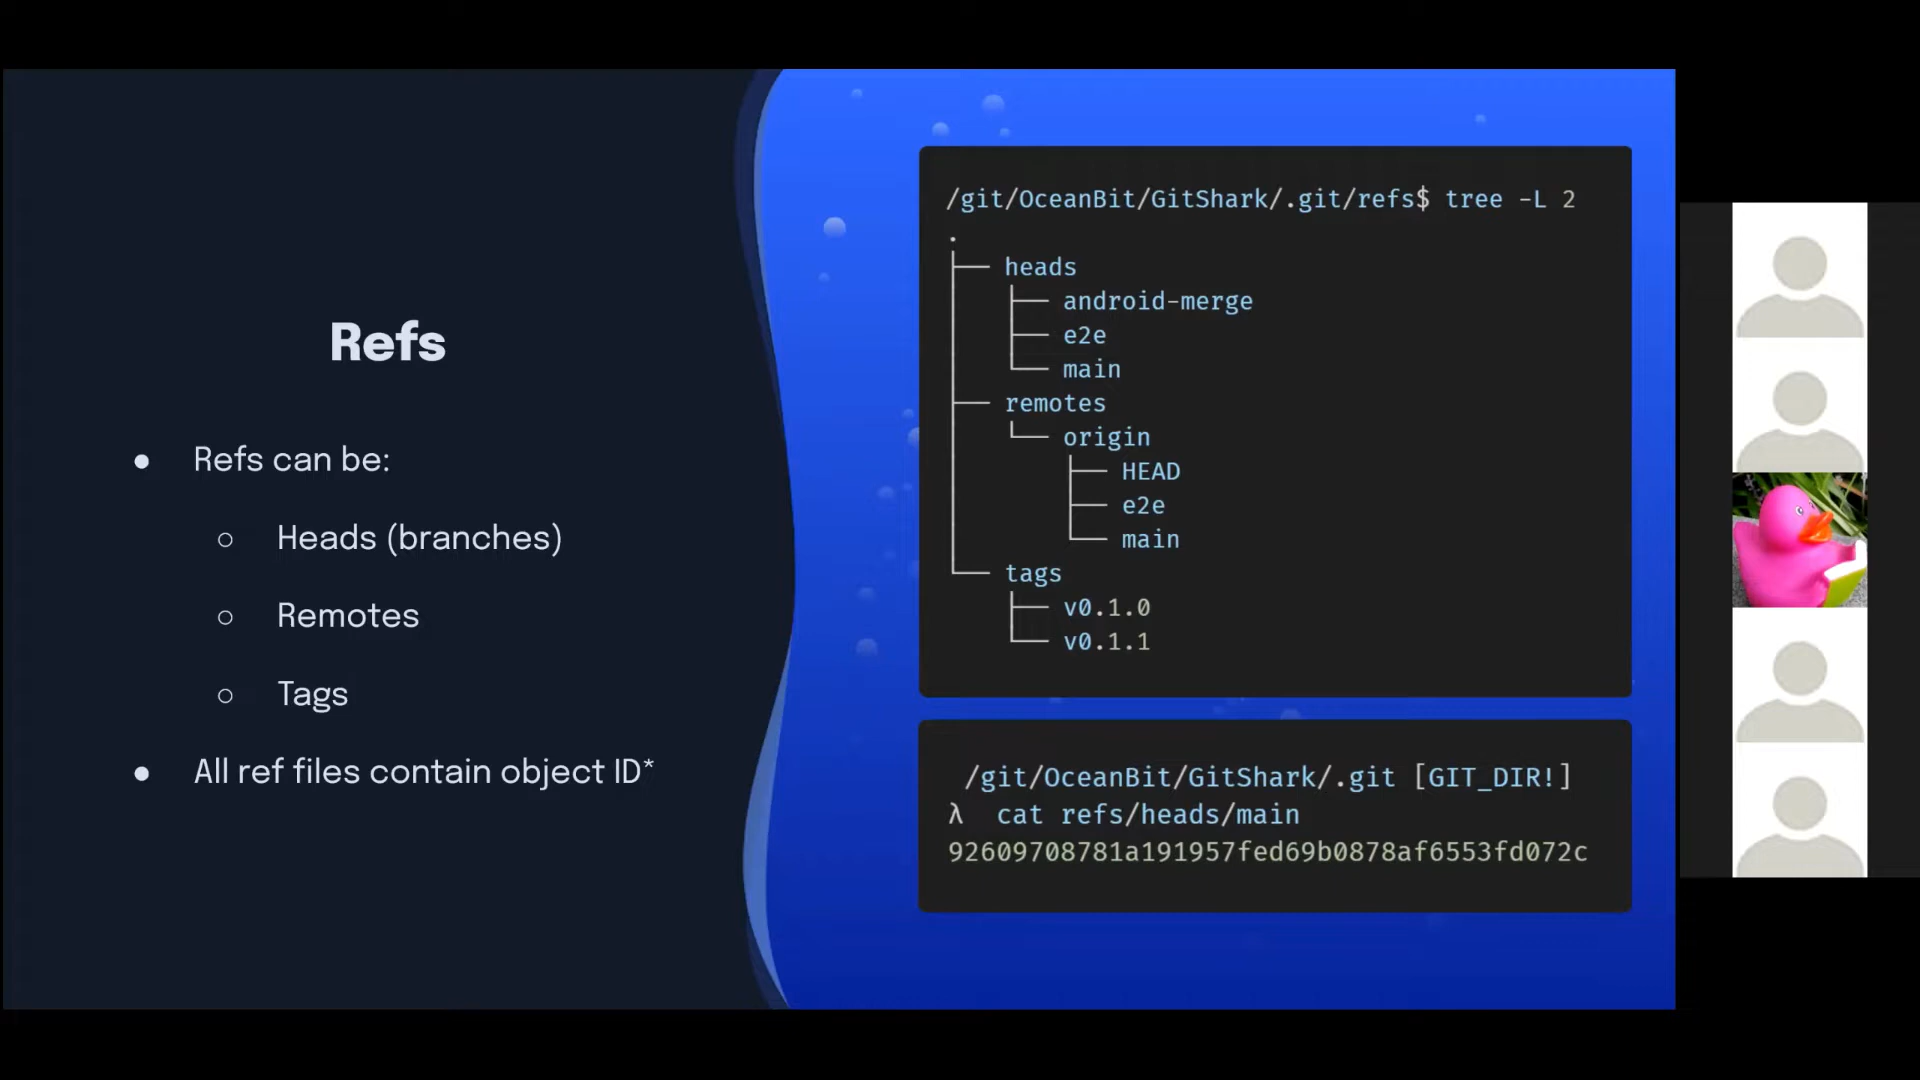 Refs
● Refs can be:
○ Heads (branches)
○ Remotes
○ Tags
● All ref files contain object ID*
/git/OceanBit/GitShark/.git/refs$ tree -L 2
.
├── heads
│   ├── android-merge
│   ├── e2e
│   └── main
├── remotes
│   └── origin
│       ├── HEAD
│       ├── e2e
│       └── main
└── tags
    ├── v0.1.0
    └── v0.1.1
/git/OceanBit/GitShark/.git [GIT_DIR!]
λ  cat refs/heads/main
92609708781a191957fed69b0878af6553fd072c